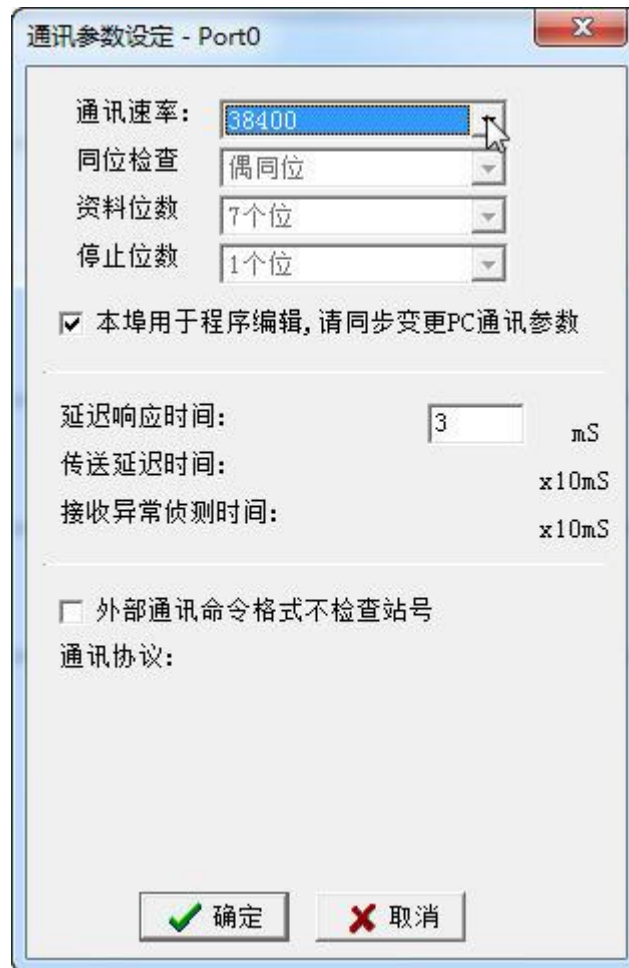 通讯参数设定 - Port0
通讯速率: 38400
同位检查 偶同位
资料位数 7个位
停止位数 1个位
本埠用于程序编辑,请同步变更PC通讯参数
延迟响应时间: 3 mS
传送延迟时间: x10mS
接收异常侦测时间: x10mS
外部通讯命令格式不检查站号
通讯协议:
确定 取消